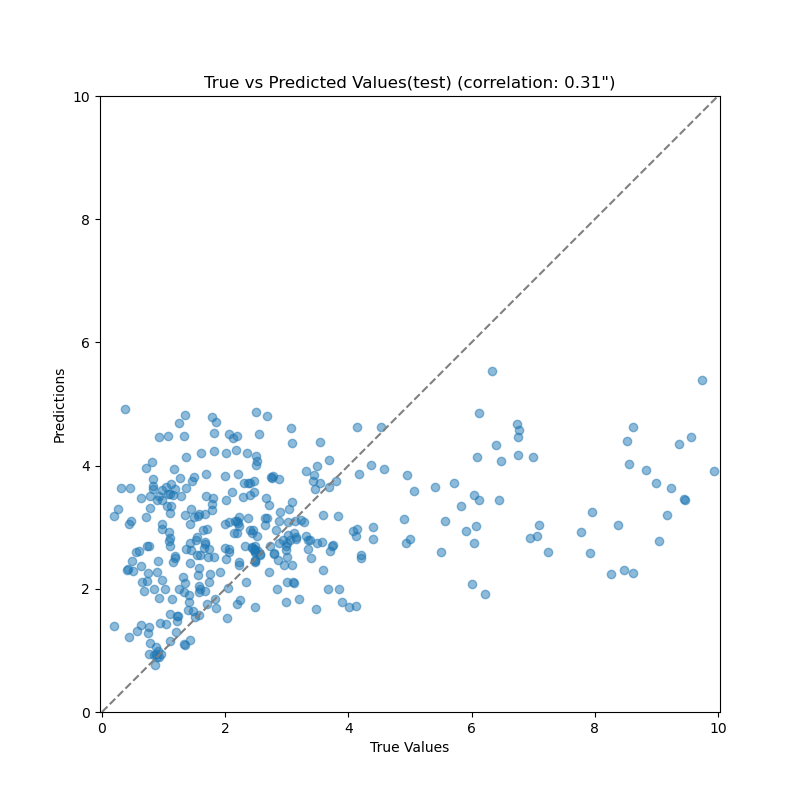 True vs Predicted Values(test) (correlation: 0.31")
10
8
6
4
2
0
Predictions
0 2 4 6 8 10
True Values